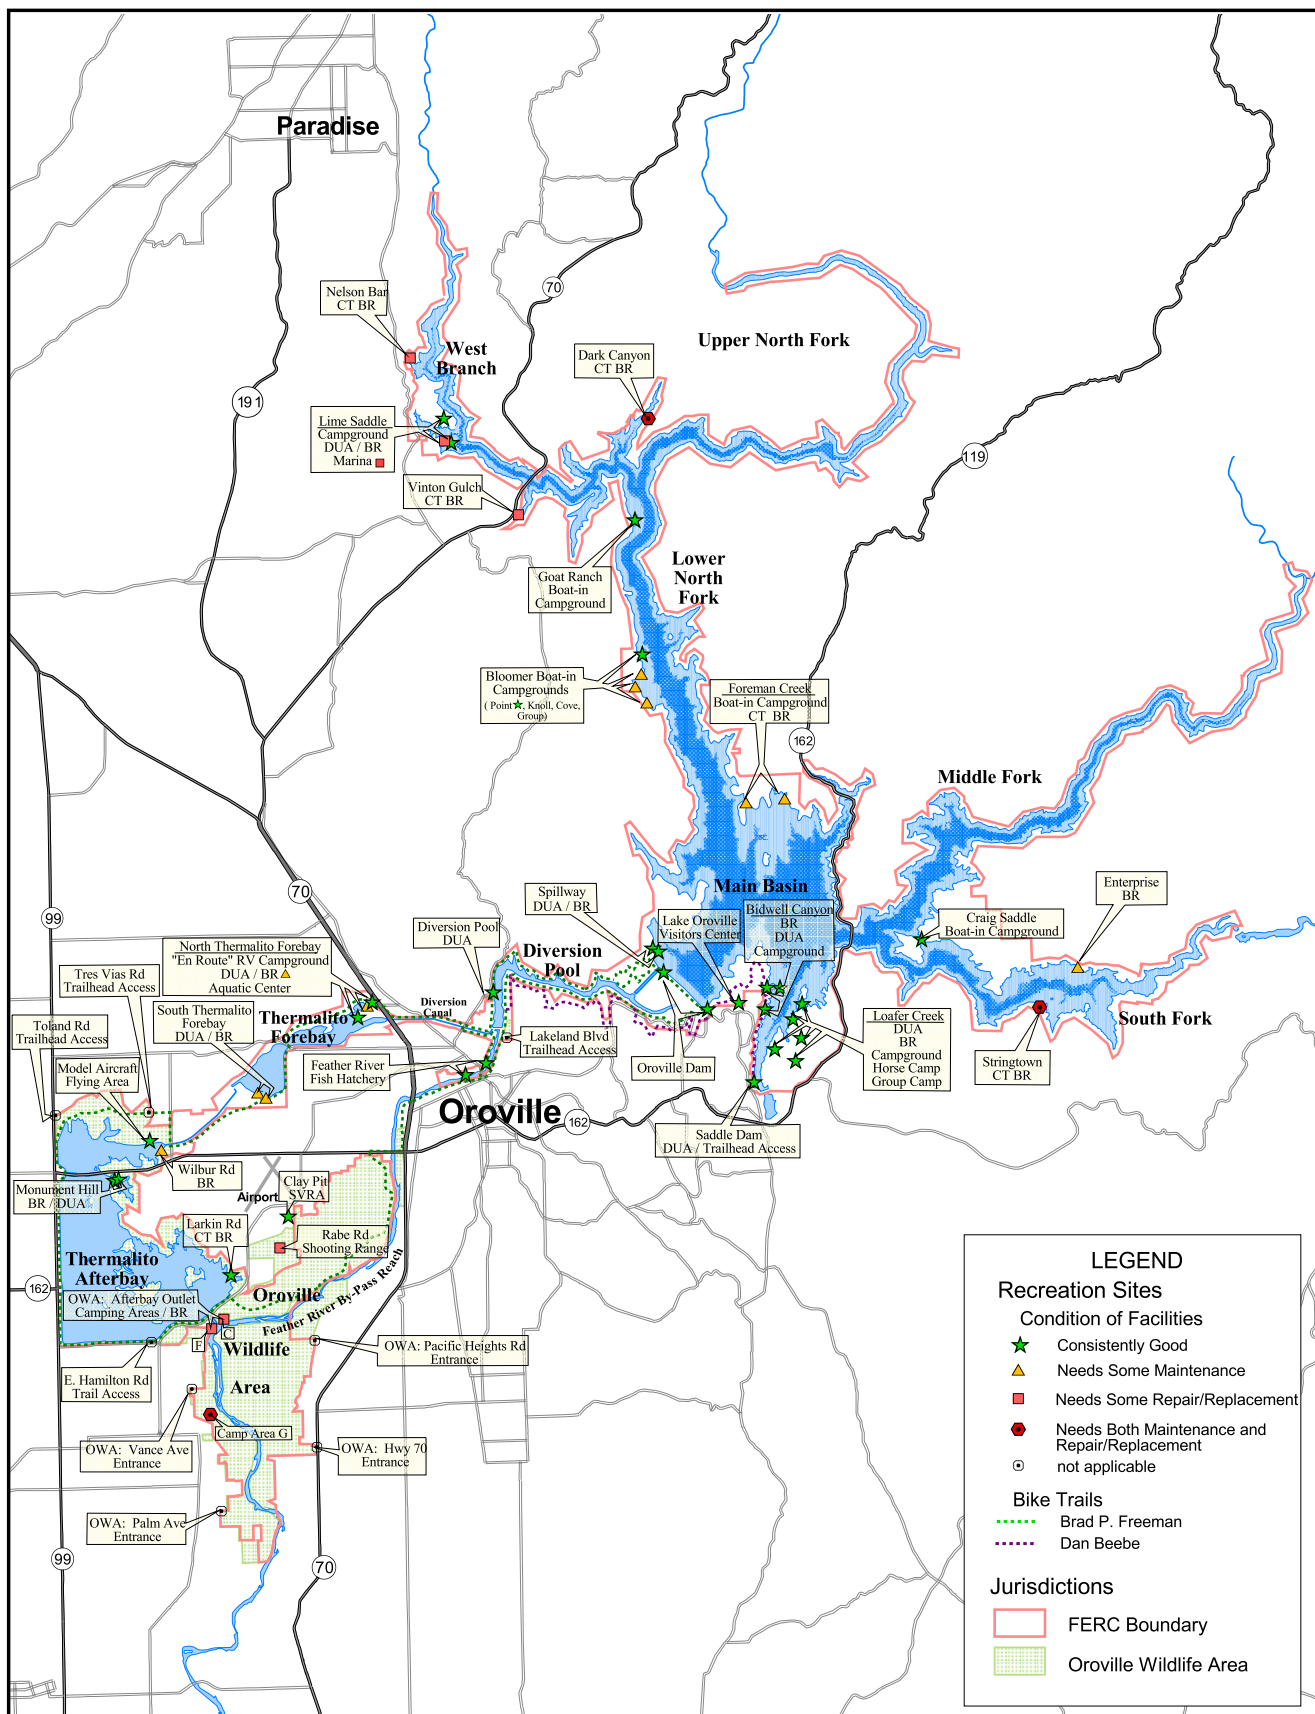 Paradise
70
Nelson Bar
CT BR
West
Branch
Upper North Fork
Dark Canyon
CT BR
191
Lime Saddle
Campground
DUA / BR
Marina
119
Vinton Gulch
CT BR
Goat Ranch
Boat-in
Campground
Lower
North
Fork
Bloomer Boat-in
Campgrounds
( Point , Knoll, Cove,
Group)
Foreman Creek
Boat-in Campground
CT BR
162
Middle Fork
70
99
Main Basin
Enterprise
BR
Spillway
DUA / BR
Lake Oroville
Visitors Center
Bidwell Canyon
BR
DUA
Campground
Craig Saddle
Boat-in Campground
Diversion Pool
DUA
Diversion
Pool
North Thermalito Forebay
"En Route" RV Campground
DUA / BR
Aquatic Center
Tres Vias Rd
Trailhead Access
South Thermalito
Forebay
DUA / BR
Thermalito
Forebay
Diversion
Canal
Toland Rd
Trailhead Access
Model Aircraft
Flying Area
Feather River
Fish Hatchery
Lakeland Blvd
Trailhead Access
Oroville Dam
Loafer Creek
DUA
BR
Campground
Horse Camp
Group Camp
South Fork
Stringtown
CT BR
Oroville
162
Saddle Dam
DUA / Trailhead Access
Wilbur Rd
BR
Monument Hill
BR / DUA
Airport
Clay Pit
SVRA
Larkin Rd
CT BR
Rabe Rd
Shooting Range
Thermalito
Afterbay
162
OWA: Afterbay Outlet
Camping Areas / BR
Oroville
Feather River By-Pass Reach
C
F
Wildlife
OWA: Pacific Heights Rd
Entrance
E. Hamilton Rd
Trail Access
Area
Camp Area G
OWA: Vance Ave
Entrance
OWA: Hwy 70
Entrance
OWA: Palm Ave
Entrance
99
70
LEGEND
Recreation Sites
Condition of Facilities
Consistently Good
Needs Some Maintenance
Needs Some Repair/Replacement
Needs Both Maintenance and
Repair/Replacement
not applicable
Bike Trails
Brad P. Freeman
Dan Beebe
Jurisdictions
FERC Boundary
Oroville Wildlife Area